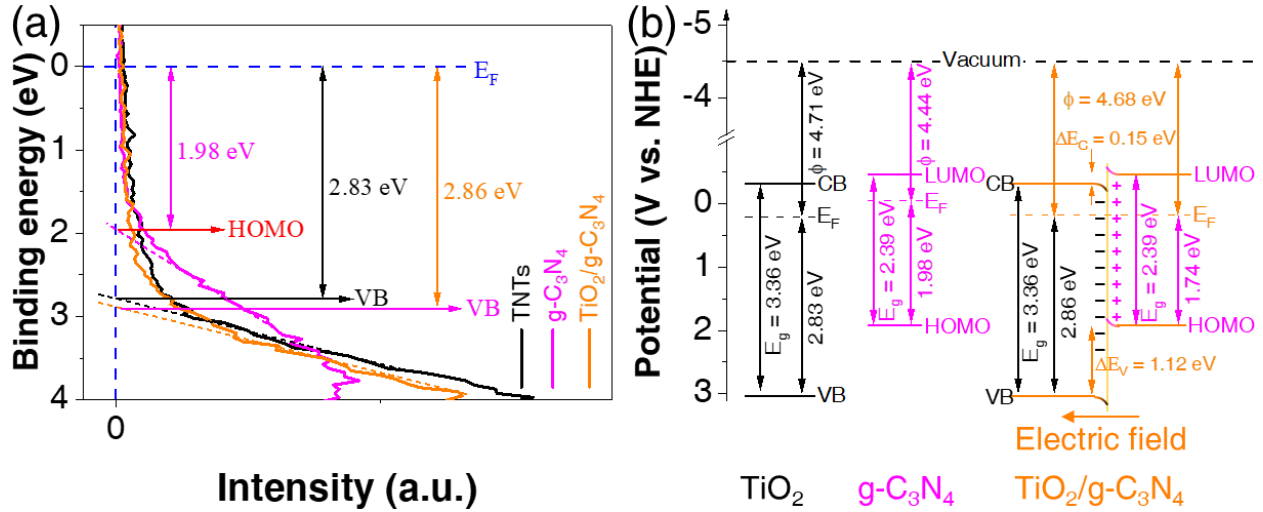 (a)
Binding energy (eV)
0
1
2
3
4
E_F
1.98 eV
2.83 eV
2.86 eV
HOMO
VB
VB
TNTs
g-C₃N₄
TiO₂/g-C₃N₄
0
Intensity (a.u.)
(b)
Potential (V vs. NHE)
-5
-4
0
1
2
3
Vacuum
ϕ = 4.71 eV
CB
E_F
E_g = 3.36 eV
2.83 eV
VB
ϕ = 4.44 eV
LUMO
E_F
E_g = 2.39 eV
1.98 eV
HOMO
ϕ = 4.68 eV
ΔE_G = 0.15 eV
CB
LUMO
E_F
E_g = 3.36 eV
2.86 eV
E_g = 2.39 eV
1.74 eV
HOMO
ΔE_V = 1.12 eV
VB
Electric field
TiO₂
g-C₃N₄
TiO₂/g-C₃N₄